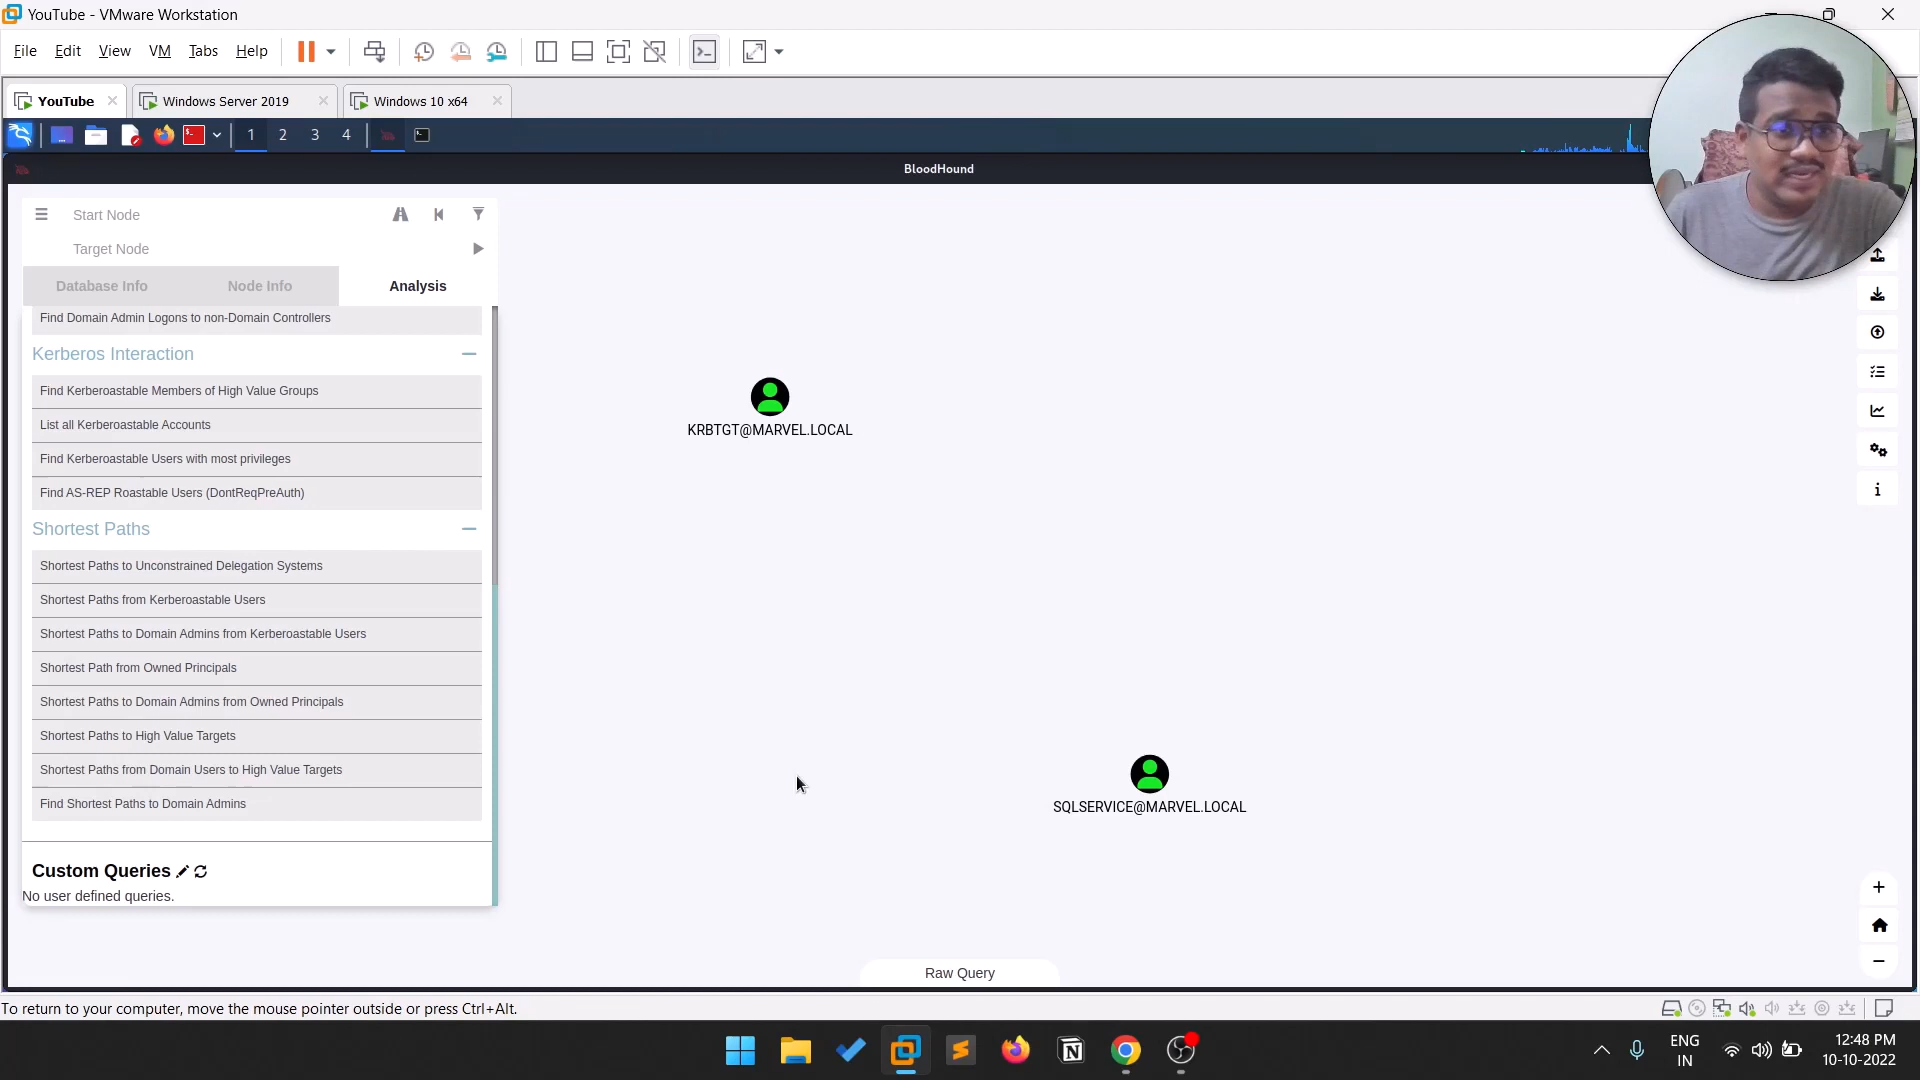 YouTube - VMware Workstation
File Edit View VM Tabs Help
YouTube Windows Server 2019 Windows 10 x64
1 2 3 4
BloodHound
Start Node
Target Node
Database Info Node Info Analysis
Find Domain Admin Logons to non-Domain Controllers
Kerberos Interaction
Find Kerberoastable Members of High Value Groups
List all Kerberoastable Accounts
Find Kerberoastable Users with most privileges
Find AS-REP Roastable Users (DontReqPreAuth)
Shortest Paths
Shortest Paths to Unconstrained Delegation Systems
Shortest Paths from Kerberoastable Users
Shortest Paths to Domain Admins from Kerberoastable Users
Shortest Path from Owned Principals
Shortest Paths to Domain Admins from Owned Principals
Shortest Paths to High Value Targets
Shortest Paths from Domain Users to High Value Targets
Find Shortest Paths to Domain Admins
Custom Queries
No user defined queries.
KRBTGT@MARVEL.LOCAL
SQLSERVICE@MARVEL.LOCAL
Raw Query
To return to your computer, move the mouse pointer outside or press Ctrl+Alt.
ENG
IN
12:48 PM
10-10-2022